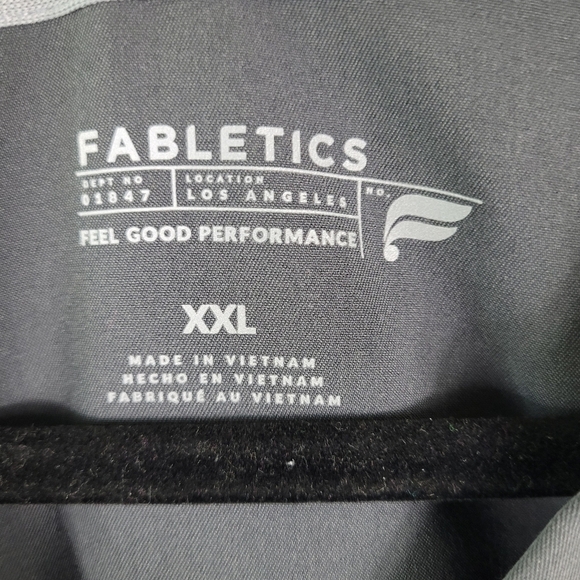 FABLETICS
DEPT NO
01847
LOCATION
LOS ANGELES
NO.
FEEL GOOD PERFORMANCE
XXL
MADE IN VIETNAM
HECHO EN VIETNAM
FABRIQUÉ AU VIETNAM